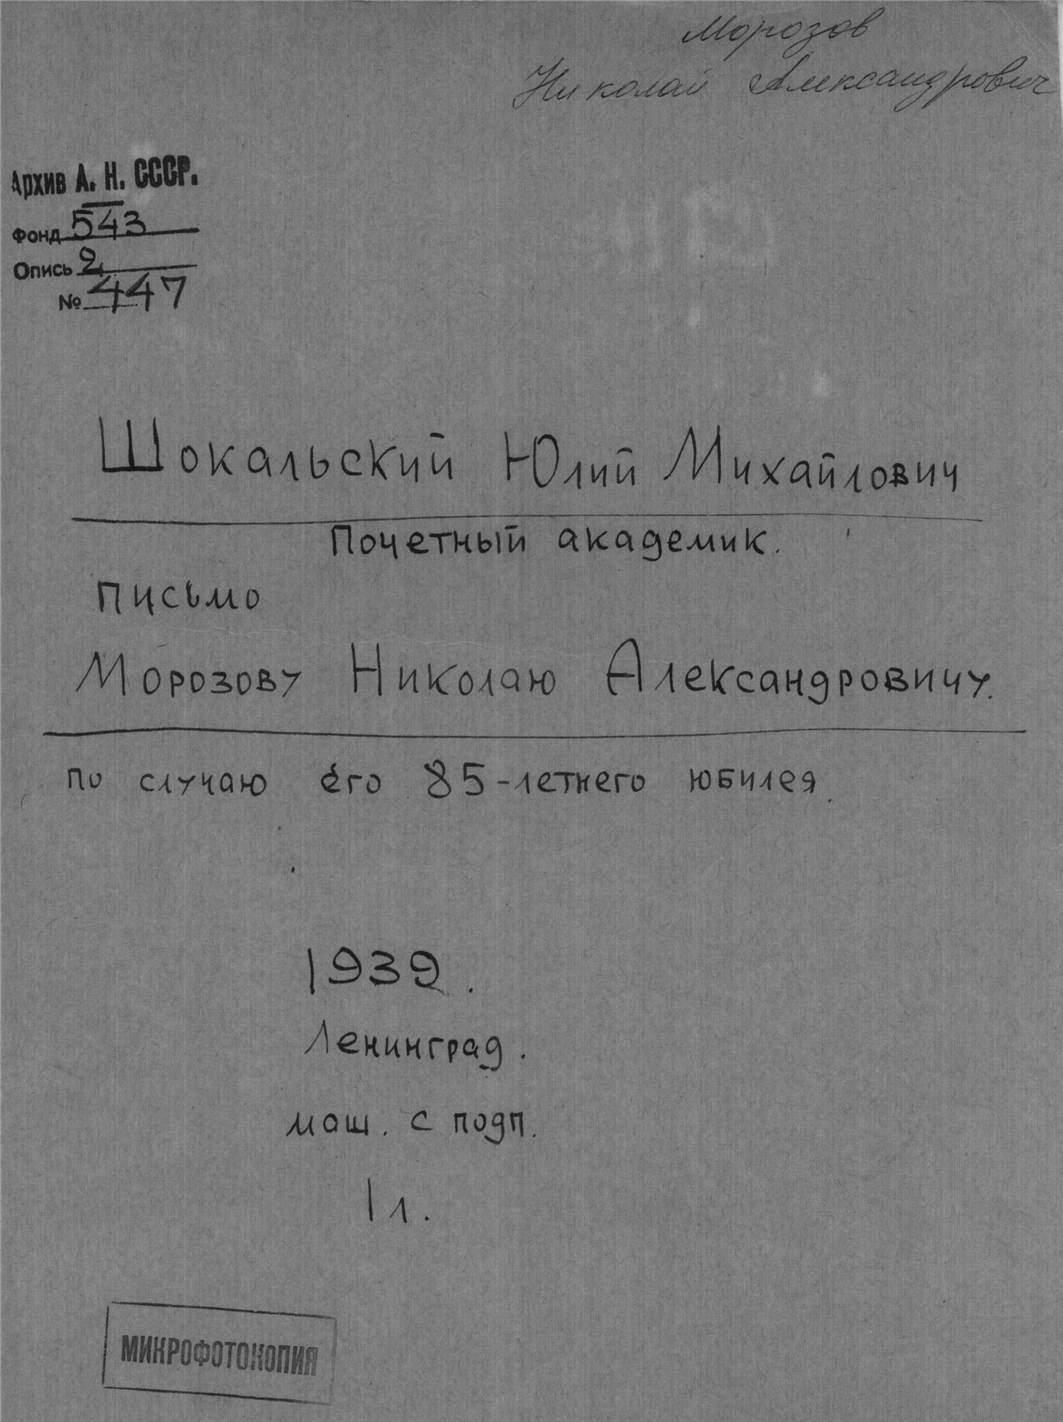 Морозов
Николай Александрович
Архив А. Н. СССР.
Фонд 543
Опись 2
№ 447
Шокальский Юлий Михайлович
Почетный академик.
письмо
Морозову Николаю Александровичу.
по случаю его 85-летнего юбилея.
1939.
Ленинград.
маш. с подп.
1 л.
МИКРОФОТОКОПИЯ